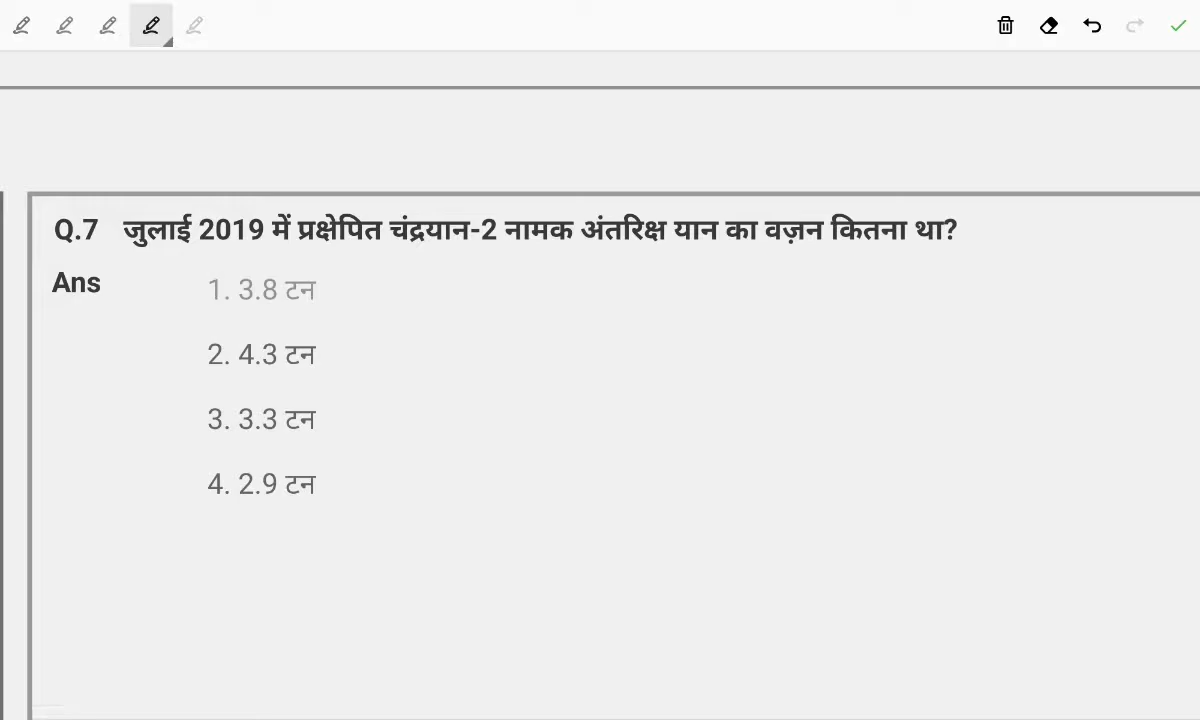 Q.7 जुलाई 2019 में प्रक्षेपित चंद्रयान-2 नामक अंतरिक्ष यान का वज़न कितना था?
Ans 1. 3.8 टन
2. 4.3 टन
3. 3.3 टन
4. 2.9 टन